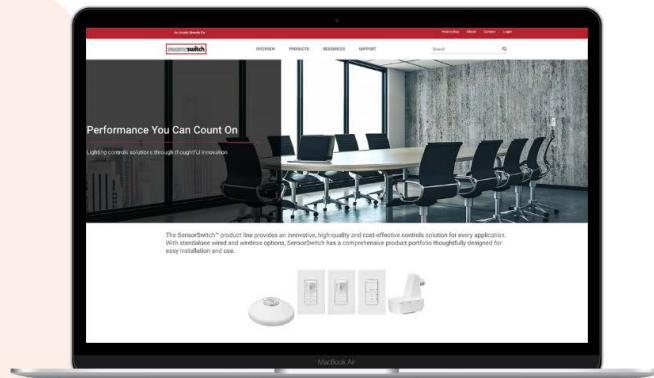 An Acuity Brands Co.
How to Buy About Contact Login
sensorswitch
OVERVIEW PRODUCTS RESOURCES SUPPORT
Search
Performance You Can Count On
Lighting controls solutions through thoughtful innovation
The SensorSwitch™ product line provides an innovative, high-quality and cost-effective controls solution for every application.
With standalone wired and wireless options, SensorSwitch has a comprehensive product portfolio thoughtfully designed for
easy installation and use.
MacBook Air